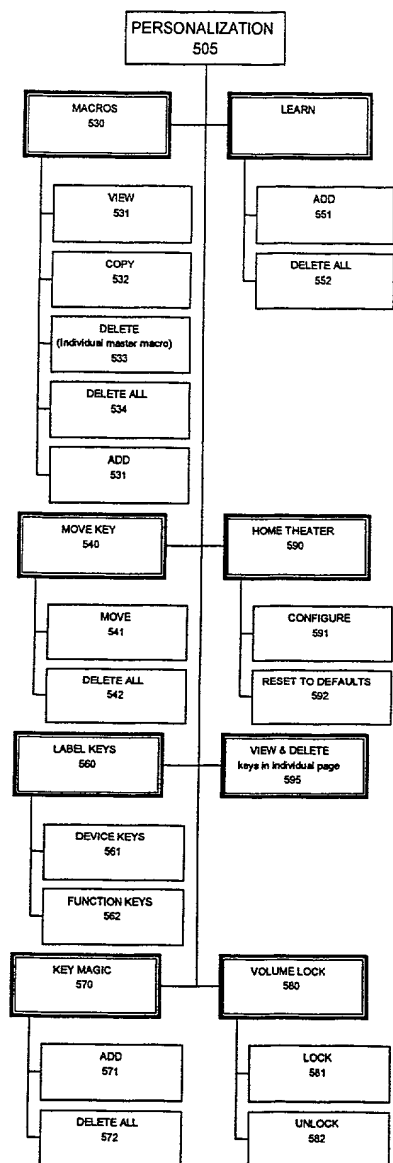 PERSONALIZATION
505
MACROS
530
LEARN
VIEW
531
ADD
551
COPY
532
DELETE ALL
552
DELETE
(Individual master macro)
533
DELETE ALL
534
ADD
531
MOVE KEY
540
HOME THEATER
590
MOVE
541
CONFIGURE
591
DELETE ALL
542
RESET TO DEFAULTS
592
LABEL KEYS
560
VIEW & DELETE
keys in individual page
595
DEVICE KEYS
561
FUNCTION KEYS
562
KEY MAGIC
570
VOLUME LOCK
580
ADD
571
LOCK
581
DELETE ALL
572
UNLOCK
582